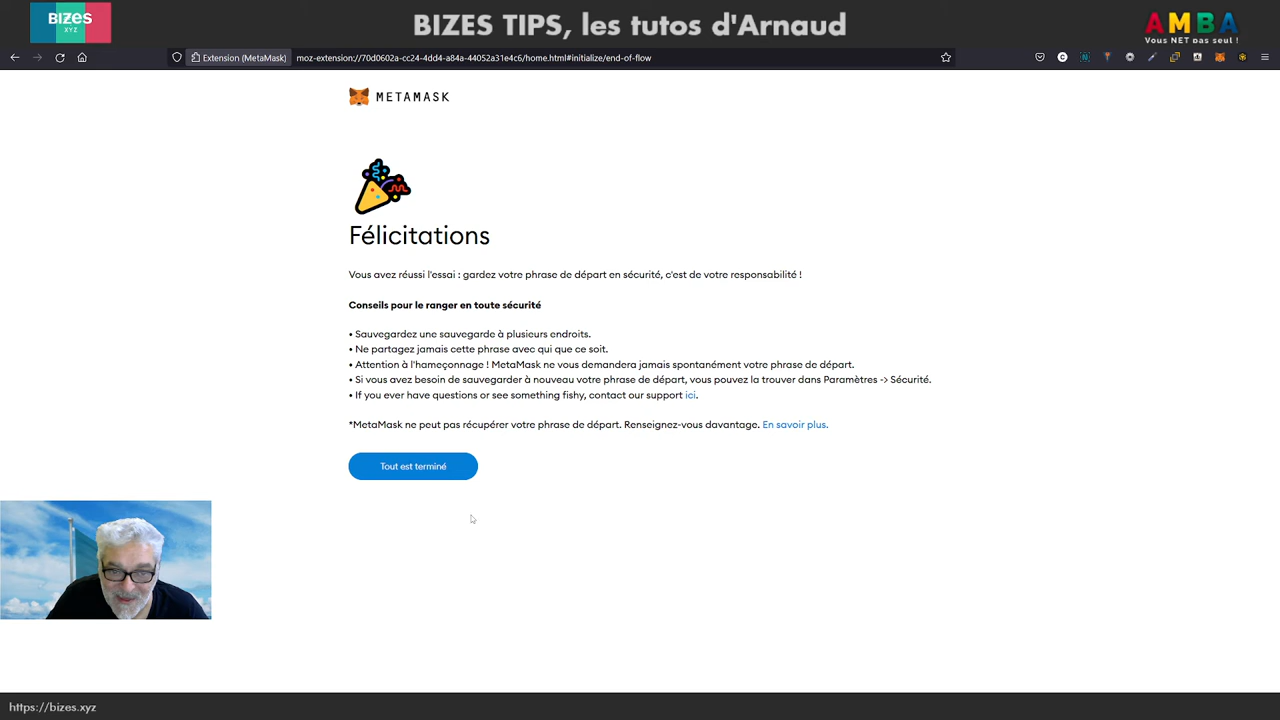 BIZES
XYZ
BIZES TIPS, les tutos d'Arnaud
AMBA
Vous NET pas seul !
Extension (MetaMask)
moz-extension://70d0602a-cc24-4dd4-a84a-44052a31e4c6/home.html#initialize/end-of-flow
METAMASK
Félicitations
Vous avez réussi l'essai : gardez votre phrase de départ en sécurité, c'est de votre responsabilité !
Conseils pour le ranger en toute sécurité
• Sauvegardez une sauvegarde à plusieurs endroits.
• Ne partagez jamais cette phrase avec qui que ce soit.
• Attention à l'hameçonnage ! MetaMask ne vous demandera jamais spontanément votre phrase de départ.
• Si vous avez besoin de sauvegarder à nouveau votre phrase de départ, vous pouvez la trouver dans Paramètres -> Sécurité.
• If you ever have questions or see something fishy, contact our support ici.
*MetaMask ne peut pas récupérer votre phrase de départ. Renseignez-vous davantage. En savoir plus.
Tout est terminé
https://bizes.xyz